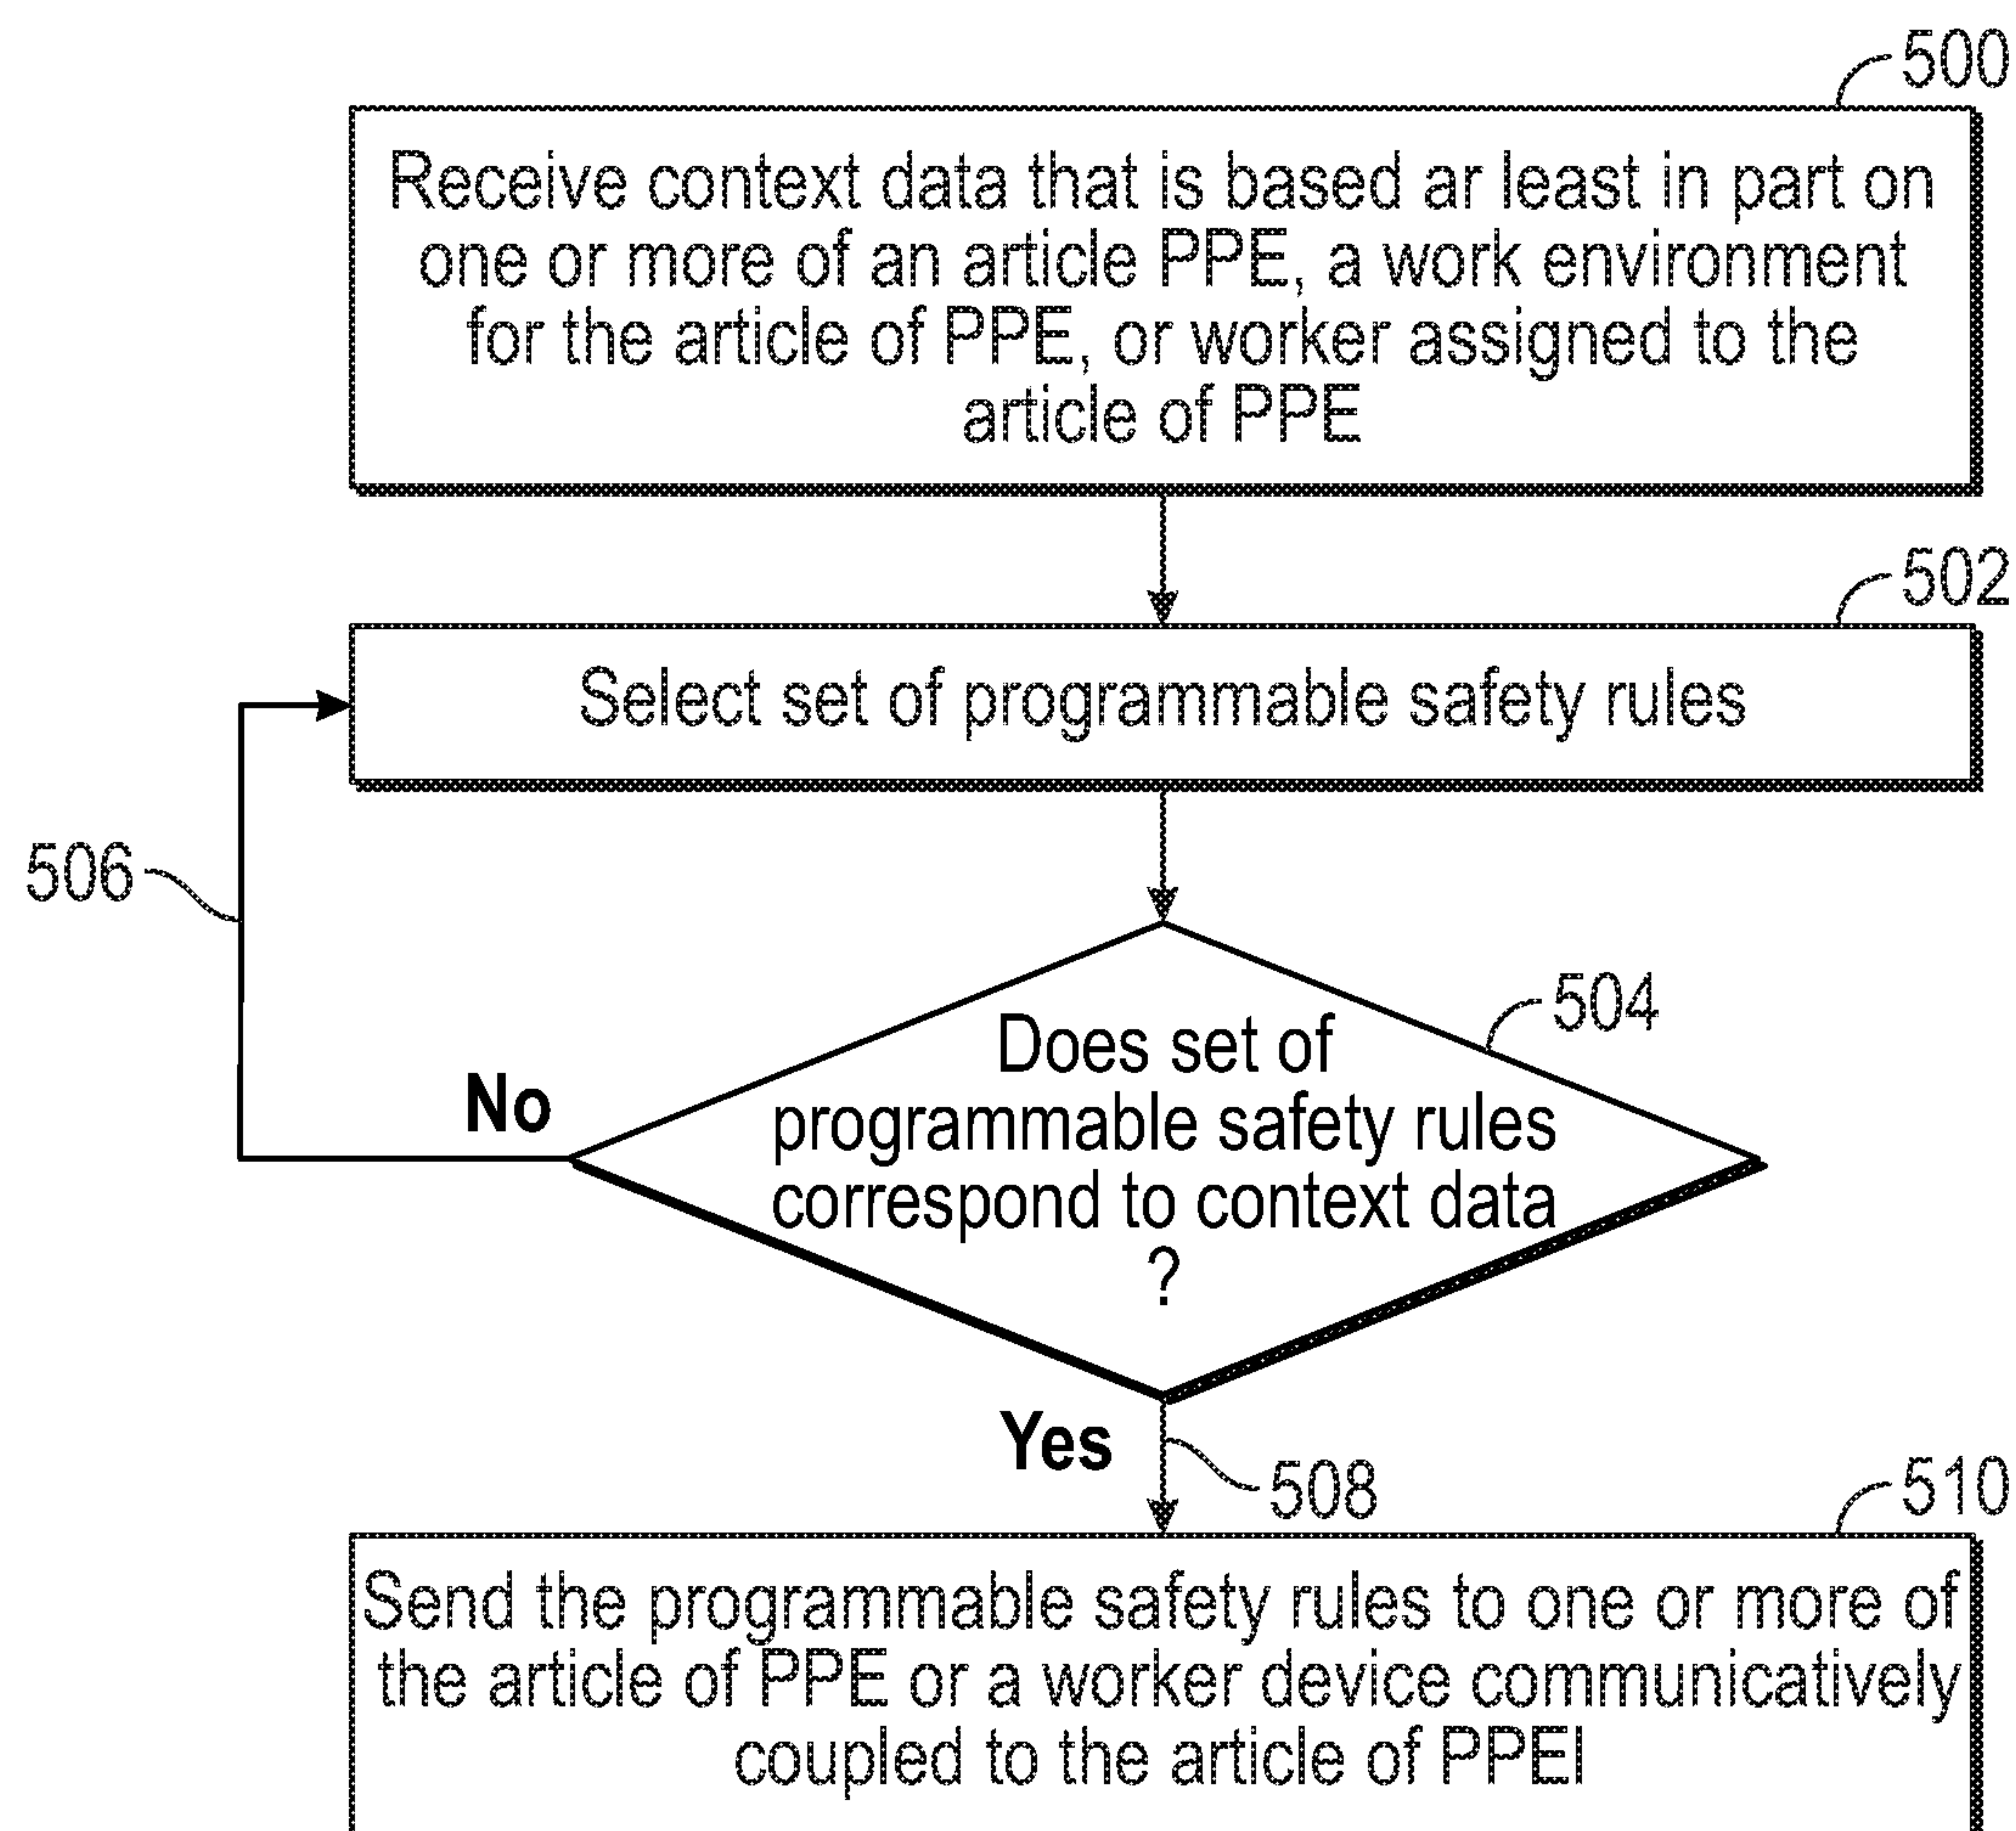 500
Receive context data that is based ar least in part on
one or more of an article PPE, a work environment
for the article of PPE, or worker assigned to the
article of PPE
502
Select set of programmable safety rules
506
504
Does set of
programmable safety rules
correspond to context data
?
No
Yes
508
510
Send the programmable safety rules to one or more of
the article of PPE or a worker device communicatively
coupled to the article of PPEI